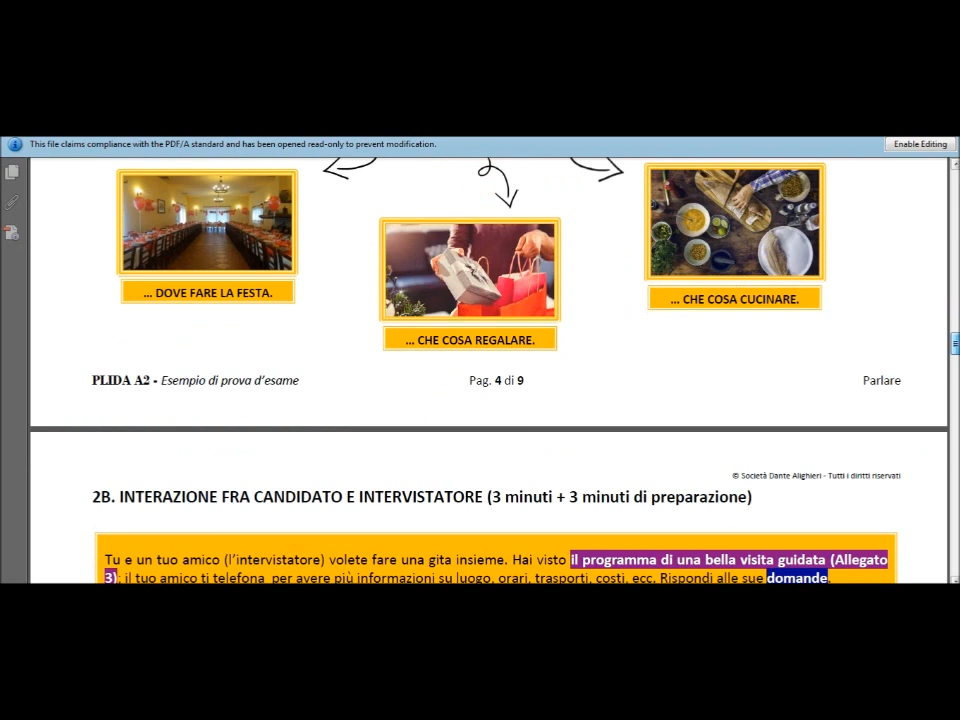 This file claims compliance with the PDF/A standard and has been opened read-only to prevent modification.
Enable Editing
... DOVE FARE LA FESTA.
... CHE COSA REGALARE.
... CHE COSA CUCINARE.
PLIDA A2 - Esempio di prova d'esame
Pag. 4 di 9
Parlare
© Società Dante Alighieri - Tutti i diritti riservati
2B. INTERAZIONE FRA CANDIDATO E INTERVISTATORE (3 minuti + 3 minuti di preparazione)
Tu e un tuo amico (l'intervistatore) volete fare una gita insieme. Hai visto il programma di una bella visita guidata (Allegato
3); il tuo amico ti telefona per avere più informazioni su luogo, orari, trasporti, costi, ecc. Rispondi alle sue domande.